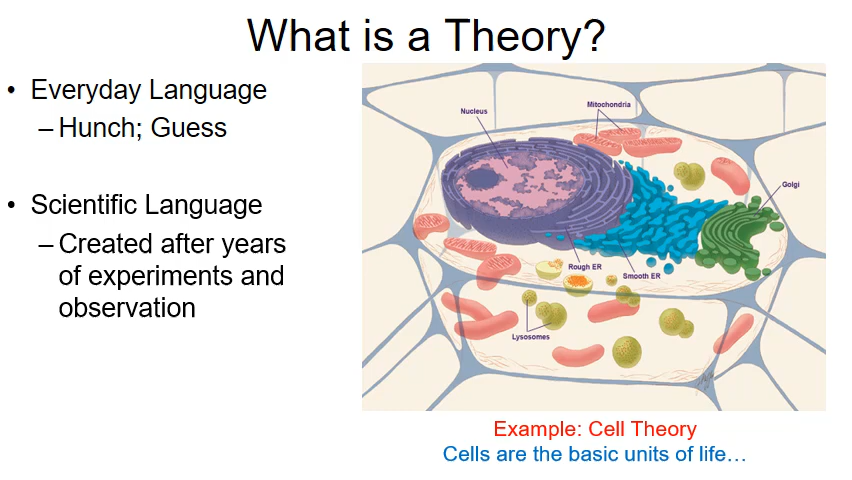 What is a Theory?
• Everyday Language
– Hunch; Guess
• Scientific Language
– Created after years
of experiments and
observation
Nucleus
Mitochondria
Golgi
Rough ER
Smooth ER
Lysosomes
Example: Cell Theory
Cells are the basic units of life…